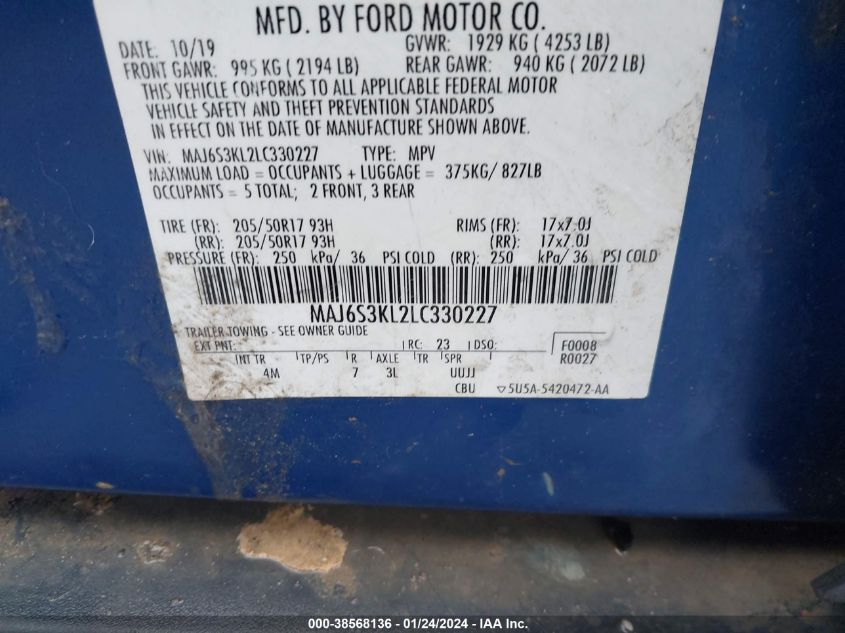 MFD. BY FORD MOTOR CO.
DATE: 10/19 GVWR: 1929 KG ( 4253 LB)
FRONT GAWR: 995 KG ( 2194 LB) REAR GAWR: 940 KG ( 2072 LB)
THIS VEHICLE CONFORMS TO ALL APPLICABLE FEDERAL MOTOR
VEHICLE SAFETY AND THEFT PREVENTION STANDARDS
IN EFFECT ON THE DATE OF MANUFACTURE SHOWN ABOVE.
VIN: MAJ6S3KL2LC330227 TYPE: MPV
MAXIMUM LOAD = OCCUPANTS + LUGGAGE = 375KG/ 827LB
OCCUPANTS = 5 TOTAL; 2 FRONT, 3 REAR
TIRE (FR): 205/50R17 93H RIMS (FR): 17x7.0J
(RR): 205/50R17 93H (RR): 17x7.0J
PRESSURE (FR): 250 kPa/ 36 PSI COLD (RR): 250 kPa/ 36 PSI COLD
MAJ6S3KL2LC330227
TRAILER TOWING - SEE OWNER GUIDE
EXT PNT: RC: 23 DSO: F0008
INT TR TP/PS R AXLE TR SPR R0027
4M 7 3L UUJJ
CBU ▽5U5A-5420472-AA
000-38568136 - 01/24/2024 - IAA Inc.